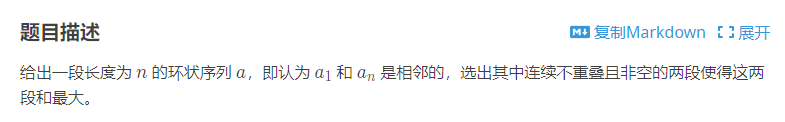 题目描述 复制Markdown 展开
给出一段长度为 n 的环状序列 a，即认为 a₁ 和 aₙ 是相邻的，选出其中连续不重叠且非空的两段使得这两
段和最大。